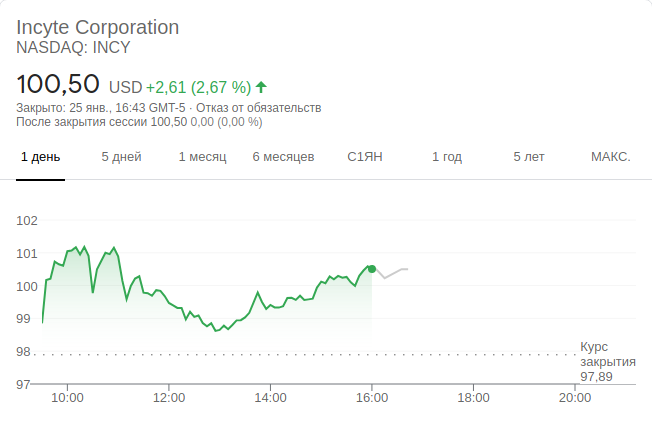 Incyte Corporation
NASDAQ: INCY
100,50 USD +2,61 (2,67 %)
Закрыто: 25 янв., 16:43 GMT-5 · Отказ от обязательств
После закрытия сессии 100,50 0,00 (0,00 %)
1 день 5 дней 1 месяц 6 месяцев С1ЯН 1 год 5 лет МАКС.
102
101
100
99
98
Курс
закрытия
97,89
97
10:00 12:00 14:00 16:00 18:00 20:00